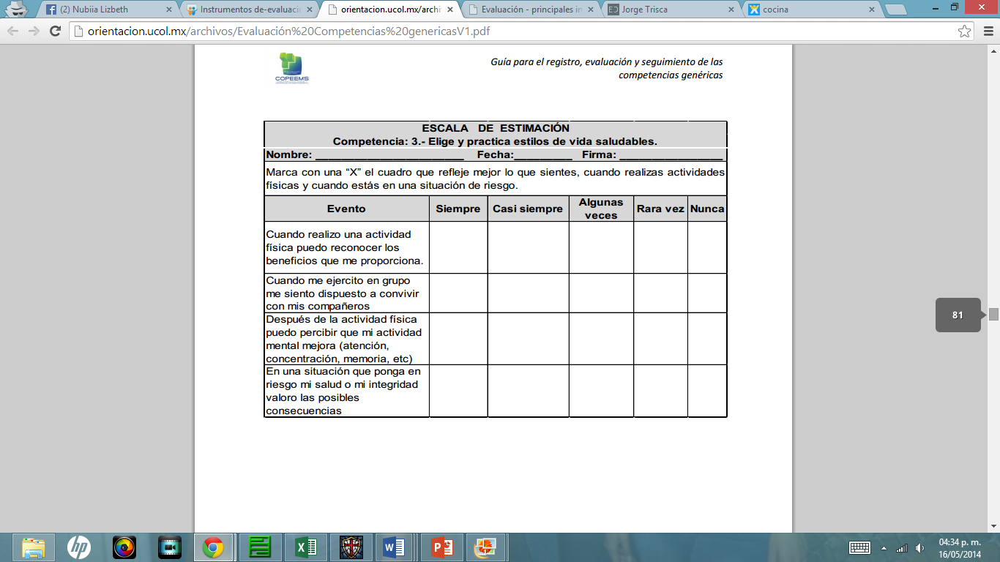 (2) Nubiia Lizbeth
Instrumentos de-evaluaci
orientacion.ucol.mx/archi
Evaluación - principales in
Jorge Trisca
cocina
orientacion.ucol.mx/archivos/Evaluación%20Competencias%20genericasV1.pdf
COPEEMS
Guía para el registro, evaluación y seguimiento de las
competencias genéricas
ESCALA DE ESTIMACIÓN
Competencia: 3.- Elige y practica estilos de vida saludables.
Nombre: _______________________ Fecha:_________ Firma: ________________
Marca con una “X” el cuadro que refleje mejor lo que sientes, cuando realizas actividades
físicas y cuando estás en una situación de riesgo.
Evento Siempre Casi siempre Algunas veces Rara vez Nunca
Cuando realizo una actividad
física puedo reconocer los
beneficios que me proporciona.
Cuando me ejercito en grupo
me siento dispuesto a convivir
con mis compañeros
Después de la actividad física
puedo percibir que mi actividad
mental mejora (atención,
concentración, memoria, etc)
En una situación que ponga en
riesgo mi salud o mi integridad
valoro las posibles
consecuencias
81
04:34 p. m.
16/05/2014